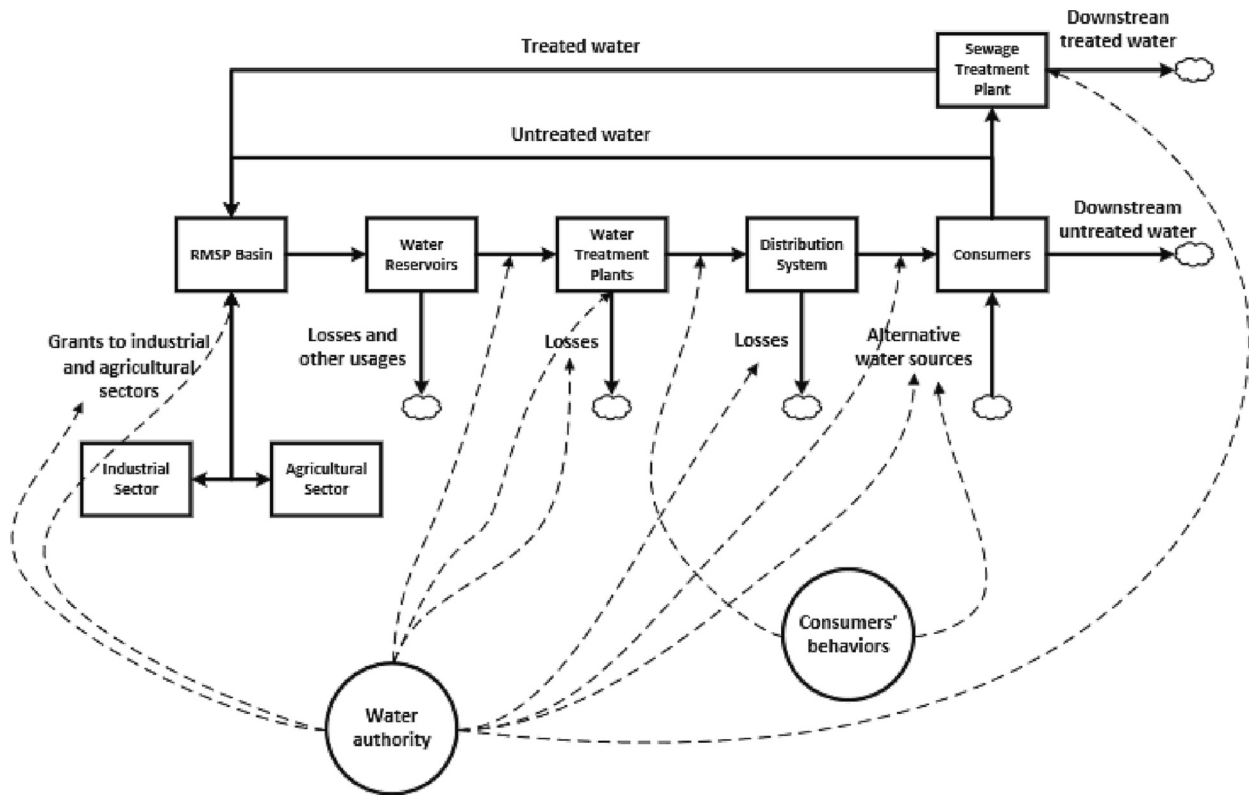 Downstrean
treated water
Treated water
Sewage
Treatment
Plant
Untreated water
RMSP Basin
Water
Reservoirs
Water
Treatment
Plants
Distribution
System
Consumers
Downstream
untreated water
Grants to industrial
and agricultural
sectors
Losses and
other usages
Losses
Losses
Alternative
water sources
Industrial
Sector
Agricultural
Sector
Consumers’
behaviors
Water
authority